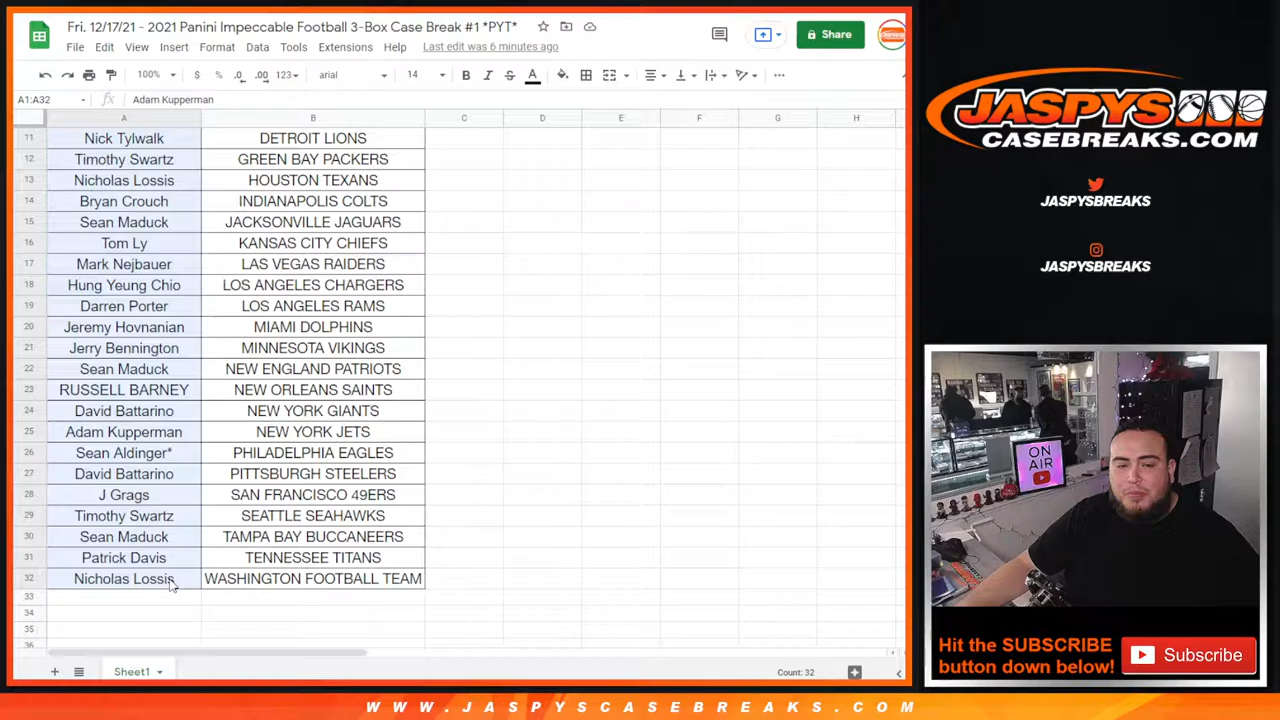 Fri. 12/17/21 - 2021 Panini Impeccable Football 3-Box Case Break #1 *PYT*
Share
File Edit View Insert Format Data Tools Extensions Help Last edit was 6 minutes ago
100% $ % .0 .00 123 arial 14 B I S A
A1:A32 fx Adam Kupperman
A B C D E F G H
11 Nick Tylwalk DETROIT LIONS
12 Timothy Swartz GREEN BAY PACKERS
13 Nicholas Lossis HOUSTON TEXANS
14 Bryan Crouch INDIANAPOLIS COLTS
15 Sean Maduck JACKSONVILLE JAGUARS
16 Tom Ly KANSAS CITY CHIEFS
17 Mark Nejbauer LAS VEGAS RAIDERS
18 Hung Yeung Chio LOS ANGELES CHARGERS
19 Darren Porter LOS ANGELES RAMS
20 Jeremy Hovnanian MIAMI DOLPHINS
21 Jerry Bennington MINNESOTA VIKINGS
22 Sean Maduck NEW ENGLAND PATRIOTS
23 RUSSELL BARNEY NEW ORLEANS SAINTS
24 David Battarino NEW YORK GIANTS
25 Adam Kupperman NEW YORK JETS
26 Sean Aldinger* PHILADELPHIA EAGLES
27 David Battarino PITTSBURGH STEELERS
28 J Grags SAN FRANCISCO 49ERS
29 Timothy Swartz SEATTLE SEAHAWKS
30 Sean Maduck TAMPA BAY BUCCANEERS
31 Patrick Davis TENNESSEE TITANS
32 Nicholas Lossis WASHINGTON FOOTBALL TEAM
33
34
35
36
Sheet1 Count: 32
JASPYS
CASEBREAKS.COM
JASPYSBREAKS
JASPYSBREAKS
ON
AIR
Hit the SUBSCRIBE
button down below!
Subscribe
WWW.JASPYSCASEBREAKS.COM